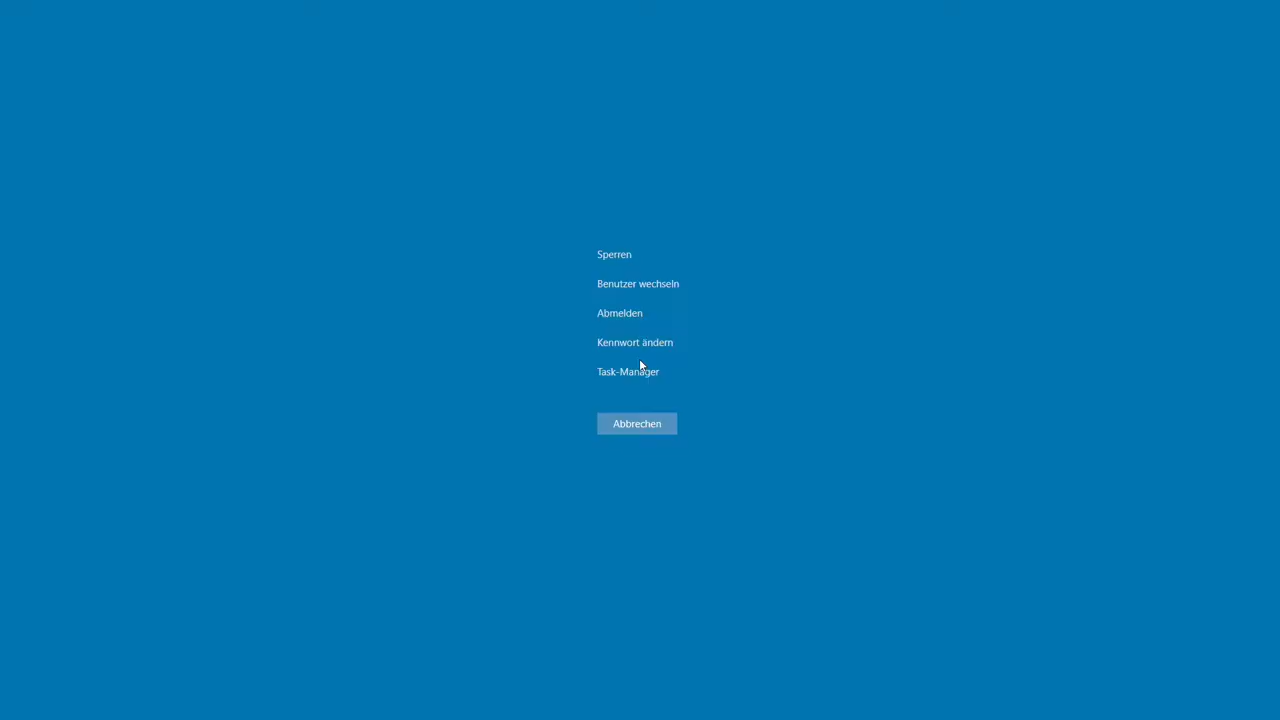 Sperren
Benutzer wechseln
Abmelden
Kennwort ändern
Task-Manager
Abbrechen